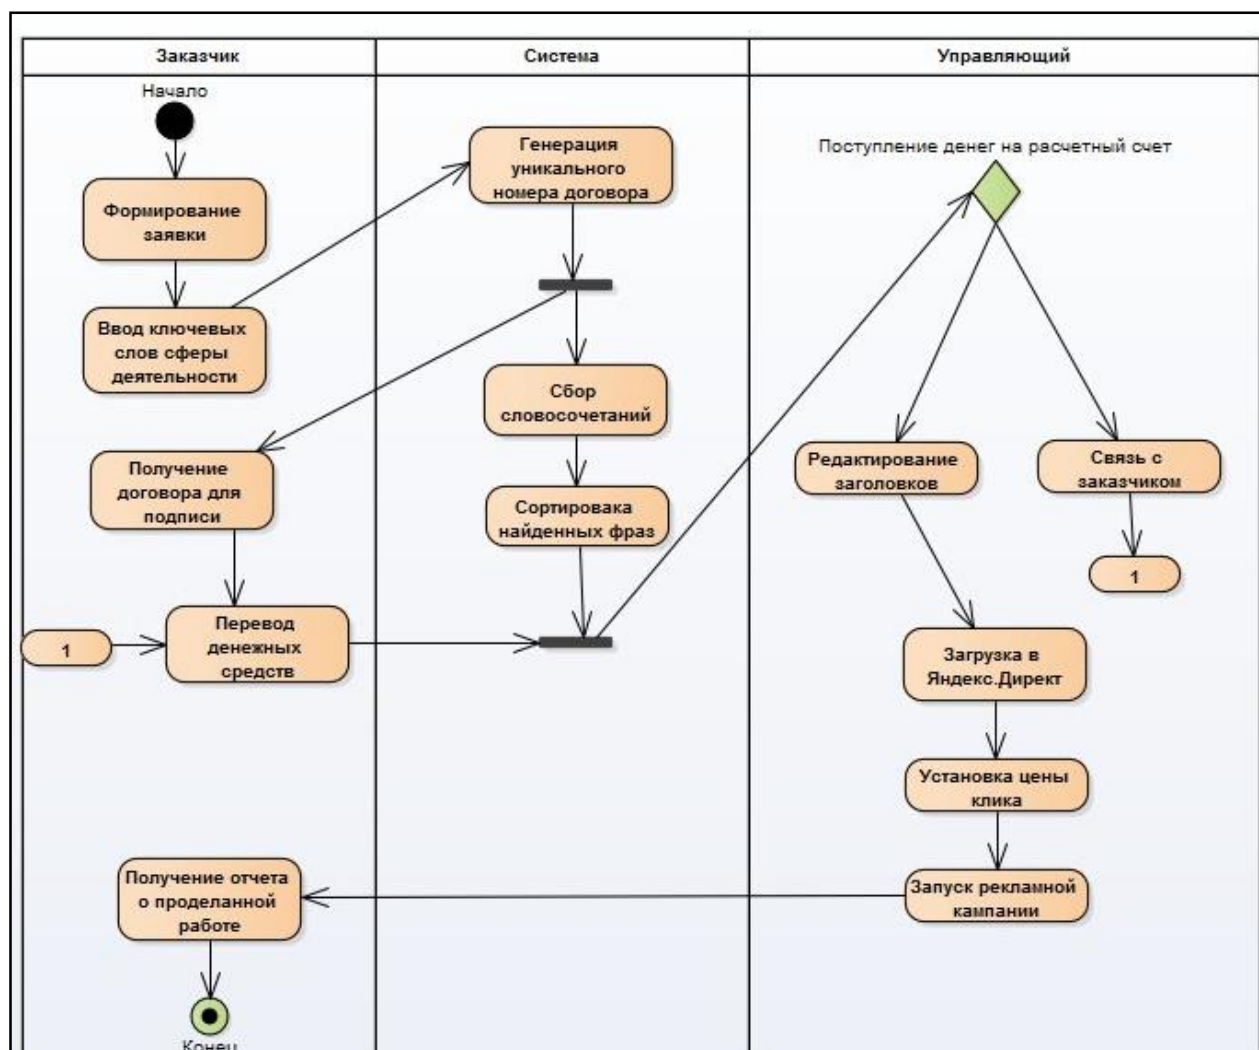 Заказчик
Система
Управляющий
Начало
Формирование
заявки
Ввод ключевых
слов сферы
деятельности
Получение
договора для
подписи
1
Перевод
денежных
средств
Получение отчета
о проделанной
работе
Конец
Генерация
уникального
номера договора
Сбор
словосочетаний
Сортировака
найденных фраз
Поступление денег на расчетный счет
Редактирование
заголовков
Связь с
заказчиком
1
Загрузка в
Яндекс.Директ
Установка цены
клика
Запуск рекламной
кампании